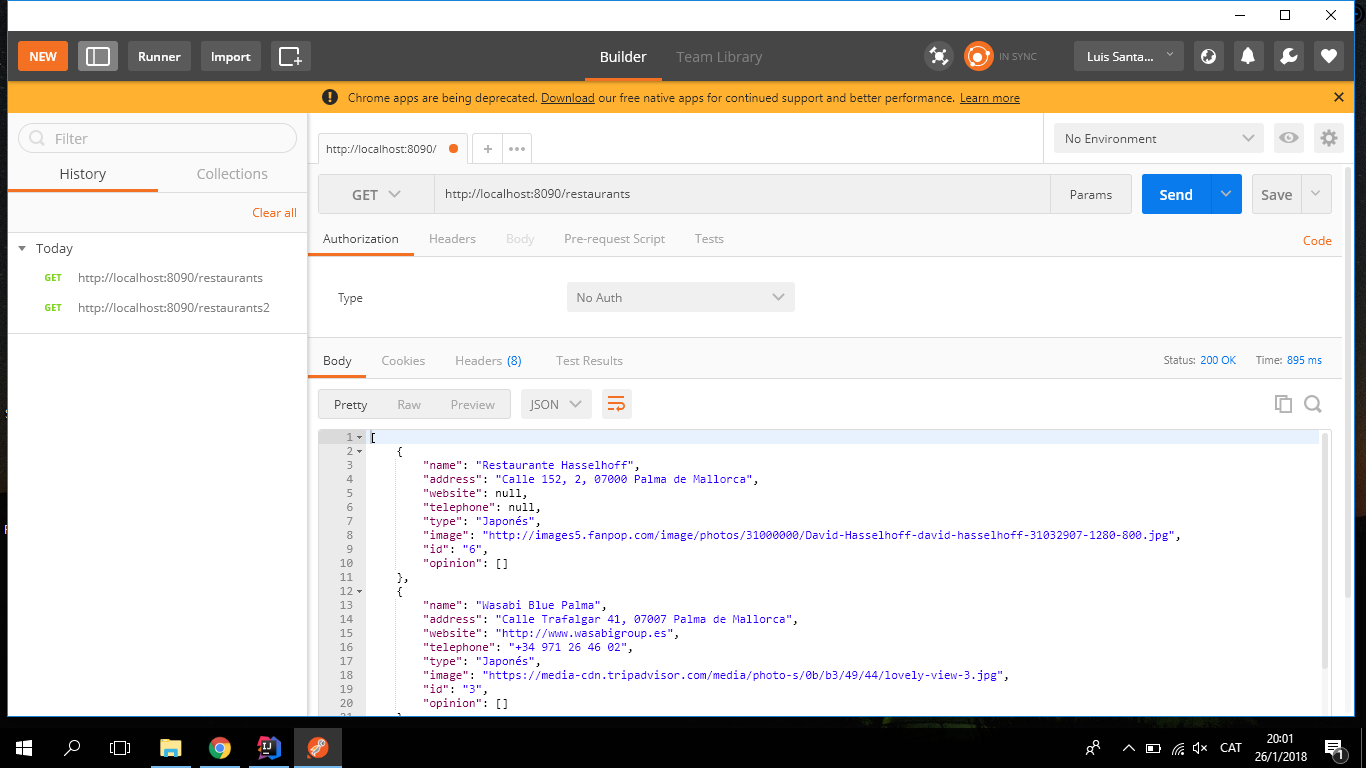 NEW Runner Import Builder Team Library IN SYNC Luis Santa...
Chrome apps are being deprecated. Download our free native apps for continued support and better performance. Learn more
Filter
http://localhost:8090/ + ••• No Environment
History Collections
GET http://localhost:8090/restaurants Params Send Save
Clear all
Authorization Headers Body Pre-request Script Tests Code
Today
GET http://localhost:8090/restaurants
GET http://localhost:8090/restaurants2
Type No Auth
Body Cookies Headers (8) Test Results Status: 200 OK Time: 895 ms
Pretty Raw Preview JSON
1 [
2 {
3 "name": "Restaurante Hasselhoff",
4 "address": "Calle 152, 2, 07000 Palma de Mallorca",
5 "website": null,
6 "telephone": null,
7 "type": "Japonés",
8 "image": "http://images5.fanpop.com/image/photos/31000000/David-Hasselhoff-david-hasselhoff-31032907-1280-800.jpg",
9 "id": "6",
10 "opinion": []
11 },
12 {
13 "name": "Wasabi Blue Palma",
14 "address": "Calle Trafalgar 41, 07007 Palma de Mallorca",
15 "website": "http://www.wasabigroup.es",
16 "telephone": "+34 971 26 46 02",
17 "type": "Japonés",
18 "image": "https://media-cdn.tripadvisor.com/media/photo-s/0b/b3/49/44/lovely-view-3.jpg",
19 "id": "3",
20 "opinion": []
CAT
20:01
26/1/2018
1